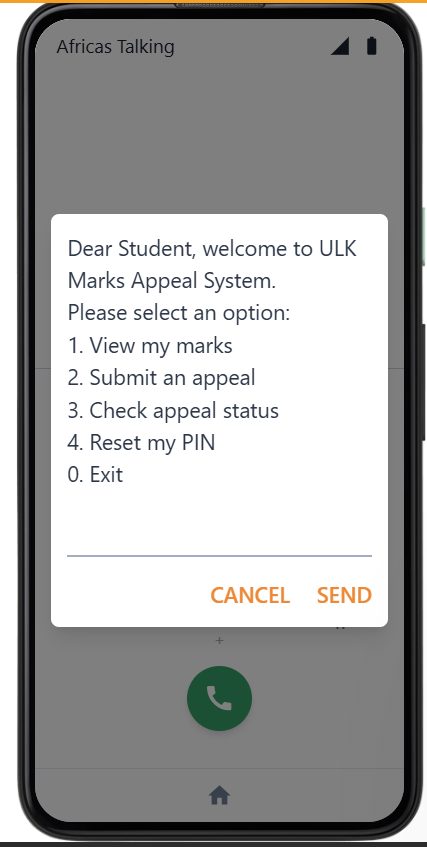 Africas Talking
Dear Student, welcome to ULK
Marks Appeal System.
Please select an option:
1. View my marks
2. Submit an appeal
3. Check appeal status
4. Reset my PIN
0. Exit
CANCEL SEND
+